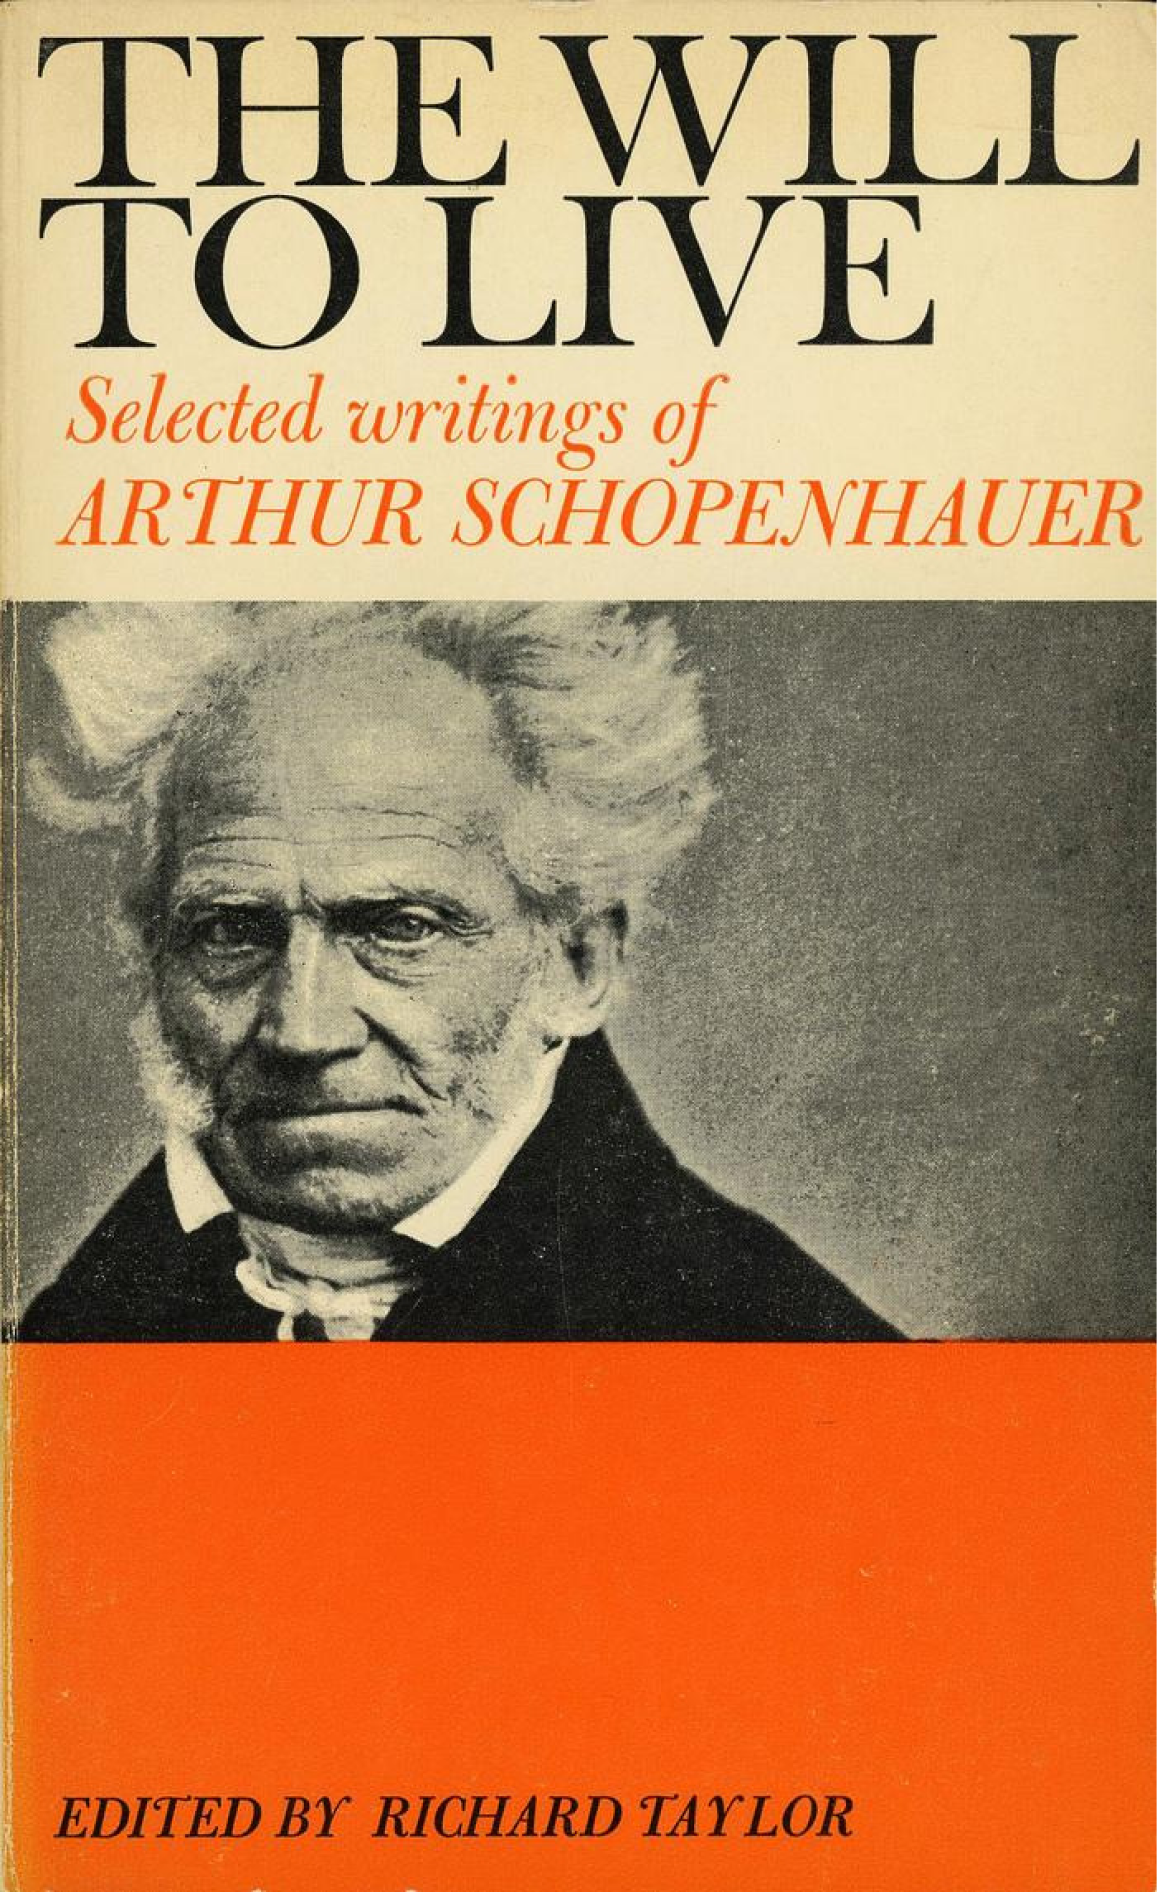 THE WILL
TO LIVE
Selected writings of
ARTHUR SCHOPENHAUER
EDITED BY RICHARD TAYLOR